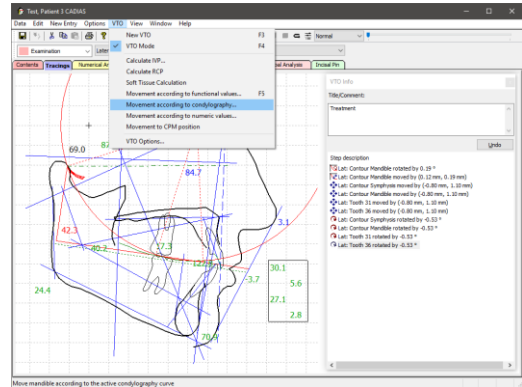 Test, Patient 3 CADIAS
Data Edit New Entry Options VTO View Window Help
New VTO F3
VTO Mode F4
Calculate IVP...
Calculate RCP
Soft Tissue Calculation
Movement according to functional values... F5
Movement according to condylography...
Movement according to numeric values...
Movement to CPM position
VTO Options...
Normal
Examination
Contents Tracings Numerical
Analysis Incisal Pin
69.0
84.7
42.3
40.2
17.3
3.1
-3.7
24.4
30.1
5.6
27.1
2.8
VTO Info
Title/Comment:
Treatment
Undo
Step description
Lat: Contour Mandible rotated by 0.19 °
Lat: Contour Mandible moved by (0.12 mm, 0.19 mm)
Lat: Contour Symphysis moved by (-0.80 mm, 1.10 mm)
Lat: Contour Mandible moved by (-0.80 mm, 1.10 mm)
Lat: Tooth 31 moved by (-0.80 mm, 1.10 mm)
Lat: Tooth 36 moved by (-0.80 mm, 1.10 mm)
Lat: Contour Symphysis rotated by -0.53 °
Lat: Contour Mandible rotated by -0.53 °
Lat: Tooth 31 rotated by -0.53 °
Lat: Tooth 36 rotated by -0.53 °
Move mandible according to the active condylography curve